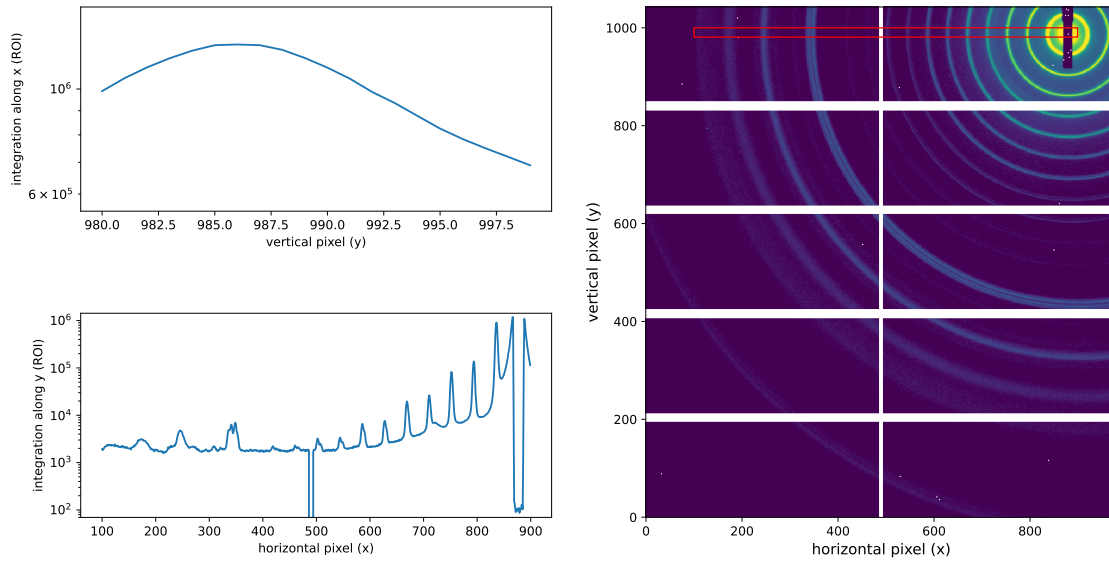 integration along x (ROI)
10^6
6 × 10^5
980.0 982.5 985.0 987.5 990.0 992.5 995.0 997.5
vertical pixel (y)
integration along y (ROI)
10^6
10^5
10^4
10^3
10^2
100 200 300 400 500 600 700 800 900
horizontal pixel (x)
vertical pixel (y)
1000
800
600
400
200
0
0 200 400 600 800
horizontal pixel (x)